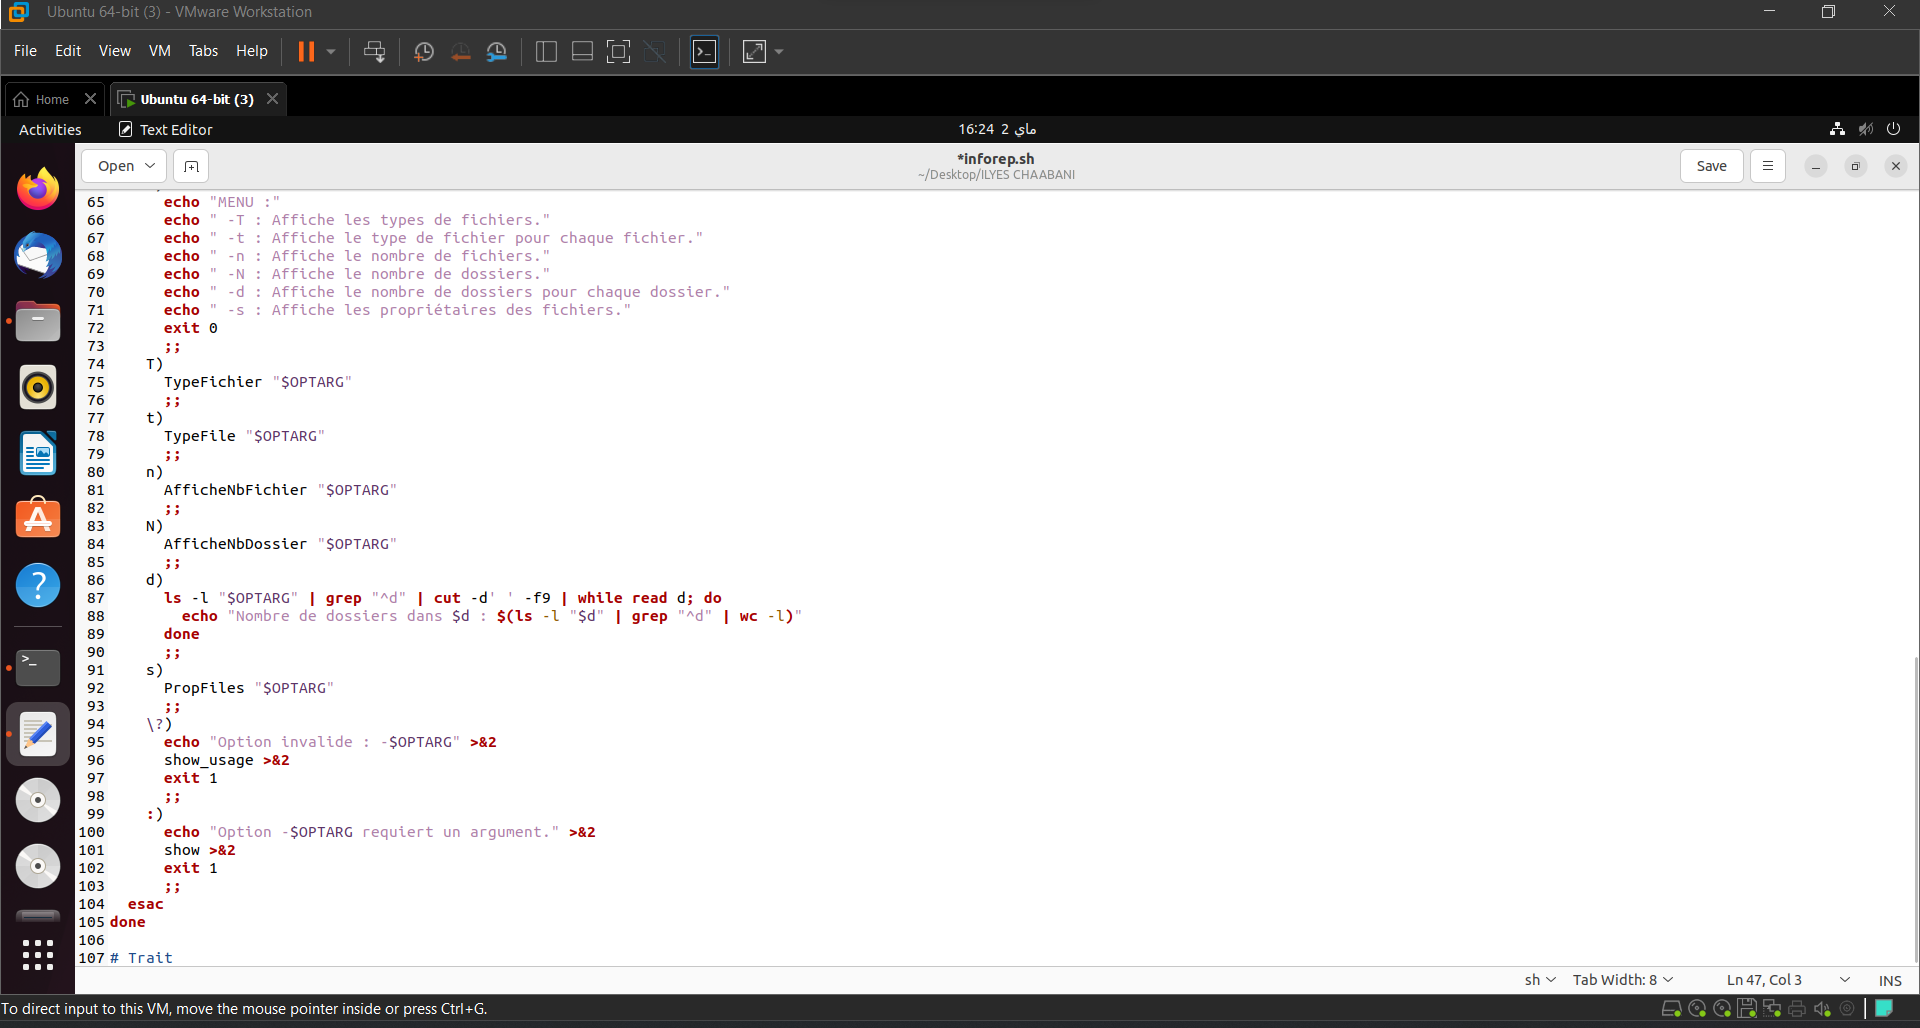 Ubuntu 64-bit (3) - VMware Workstation
File Edit View VM Tabs Help
Home Ubuntu 64-bit (3)
Activities Text Editor 16:24 2 ماي
Open *inforep.sh Save
~/Desktop/ILYES CHAABANI
65 echo "MENU :"
66 echo " -T : Affiche les types de fichiers."
67 echo " -t : Affiche le type de fichier pour chaque fichier."
68 echo " -n : Affiche le nombre de fichiers."
69 echo " -N : Affiche le nombre de dossiers."
70 echo " -d : Affiche le nombre de dossiers pour chaque dossier."
71 echo " -s : Affiche les propriétaires des fichiers."
72 exit 0
73 ;;
74 T)
75 TypeFichier "$OPTARG"
76 ;;
77 t)
78 TypeFile "$OPTARG"
79 ;;
80 n)
81 AfficheNbFichier "$OPTARG"
82 ;;
83 N)
84 AfficheNbDossier "$OPTARG"
85 ;;
86 d)
87 ls -l "$OPTARG" | grep "^d" | cut -d' ' -f9 | while read d; do
88 echo "Nombre de dossiers dans $d : $(ls -l "$d" | grep "^d" | wc -l)"
89 done
90 ;;
91 s)
92 PropFiles "$OPTARG"
93 ;;
94 \?)
95 echo "Option invalide : -$OPTARG" >&2
96 show_usage >&2
97 exit 1
98 ;;
99 :)
100 echo "Option -$OPTARG requiert un argument." >&2
101 show >&2
102 exit 1
103 ;;
104 esac
105 done
106
107 # Trait
sh Tab Width: 8 Ln 47, Col 3 INS
To direct input to this VM, move the mouse pointer inside or press Ctrl+G.